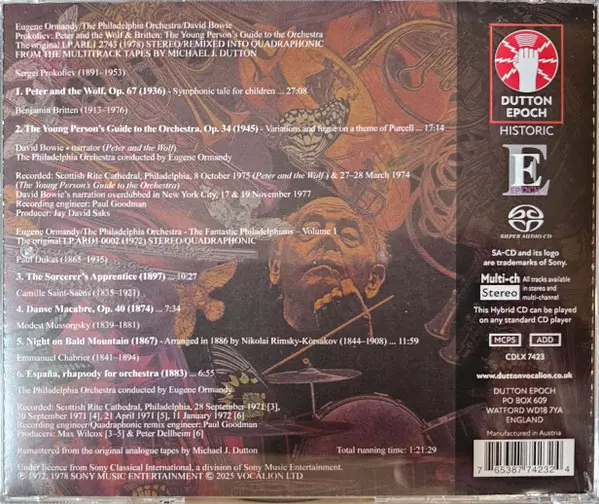 Eugene Ormandy/The Philadelphia Orchestra/David Bowie
Prokofiev: Peter and the Wolf & Britten: The Young Person's Guide to the Orchestra
The original LP ARL1 2743 (1978) STEREO/REMIXED INTO QUADRAPHONIC
FROM THE MULTITRACK TAPES BY MICHAEL J. DUTTON
Sergei Prokofiev (1891-1953)
1. Peter and the Wolf, Op. 67 (1936) - Symphonic tale for children ... 27:08
Benjamin Britten (1913-1976)
2. The Young Person's Guide to the Orchestra, Op. 34 (1945) - Variations and fugue on a theme of Purcell ... 17:14
David Bowie • narrator (Peter and the Wolf)
The Philadelphia Orchestra conducted by Eugene Ormandy
Recorded: Scottish Rite Cathedral, Philadelphia, 8 October 1975 (Peter and the Wolf ) & 27-28 March 1974
(The Young Person's Guide to the Orchestra)
David Bowie's narration overdubbed in New York City, 17 & 19 November 1977
Recording engineer: Paul Goodman
Producer: Jay David Saks
Eugene Ormandy/The Philadelphia Orchestra - The Fantastic Philadelphians - Volume 1
The original LP ARD1-0002 (1972) STEREO/QUADRAPHONIC
Paul Dukas (1865-1935)
3. The Sorcerer's Apprentice (1897) ... 10:27
Camille Saint-Saëns (1835-1921)
4. Danse Macabre, Op. 40 (1874) ... 7:34
Modest Mussorgsky (1839-1881)
5. Night on Bald Mountain (1867) - Arranged in 1886 by Nikolai Rimsky-Korsakov (1844-1908) ... 11:59
Emmanuel Chabrier (1841-1894)
6. España, rhapsody for orchestra (1883) ... 6:55
The Philadelphia Orchestra conducted by Eugene Ormandy
Recorded: Scottish Rite Cathedral, Philadelphia, 28 September 1971 [3],
20 September 1971 [4], 21 April 1971 [5], 11 January 1972 [6]
Recording engineer/Quadraphonic remix engineer: Paul Goodman
Producers: Max Wilcox [3-5] & Peter Dellheim [6]
Remastered from the original analogue tapes by Michael J. Dutton
Total running time: 1:21:29
Under licence from Sony Classical International, a division of Sony Music Entertainment.
℗ 1972, 1978 SONY MUSIC ENTERTAINMENT © 2025 VOCALION LTD
DUTTON
EPOCH
HISTORIC
E
EPOCH
SUPER AUDIO CD
SA-CD and its logo
are trademarks of Sony.
Multi-ch
Stereo
All tracks available
in stereo and
multi-channel
This Hybrid CD can be played
on any standard CD player
MCPS
ADD
CDLX 7423
www.duttonvocalion.co.uk
DUTTON EPOCH
PO BOX 609
WATFORD WD18 7YA
ENGLAND
Manufactured in Austria
7 65387 74232 4